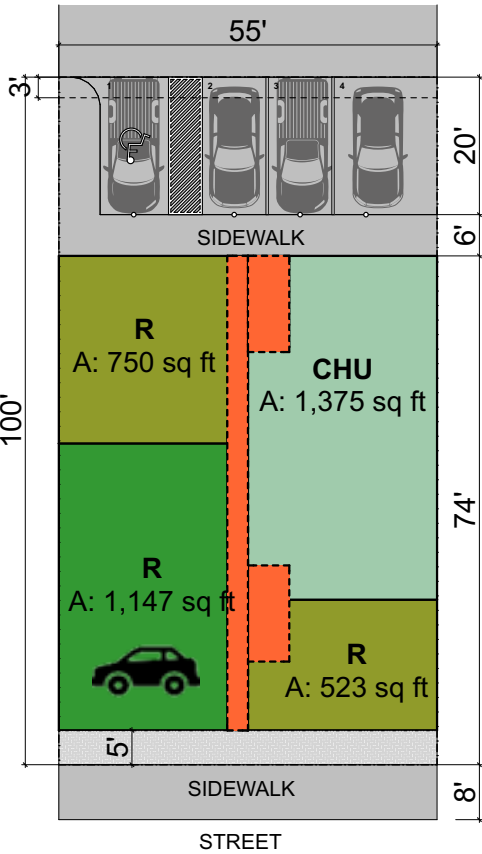 55'
3'
1
2
3
4
20'
SIDEWALK
6'
R
A: 750 sq ft
CHU
A: 1,375 sq ft
100'
74'
R
A: 1,147 sq ft
R
A: 523 sq ft
5'
SIDEWALK
8'
STREET